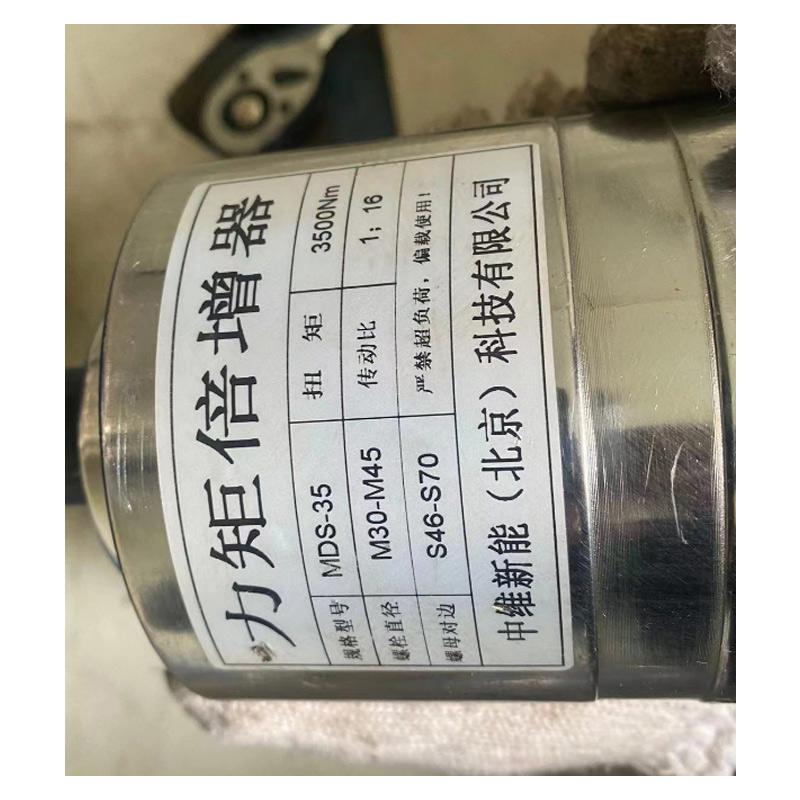 力矩倍增器
规格型号 MDS-35 扭矩 3500Nm
螺栓直径 M30-M45 传动比 1；16
螺母对边 S46-S70 严禁超负荷，偏载使用！
中维新能（北京）科技有限公司